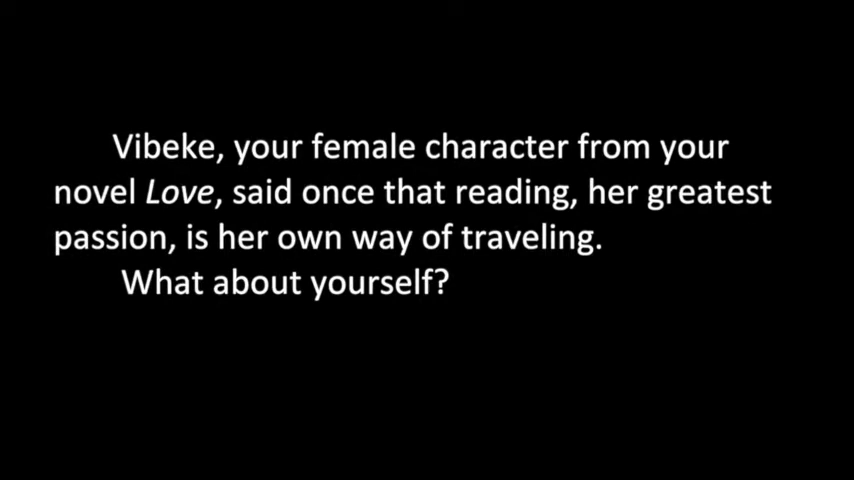 Vibeke, your female character from your
novel Love, said once that reading, her greatest
passion, is her own way of traveling.
What about yourself?